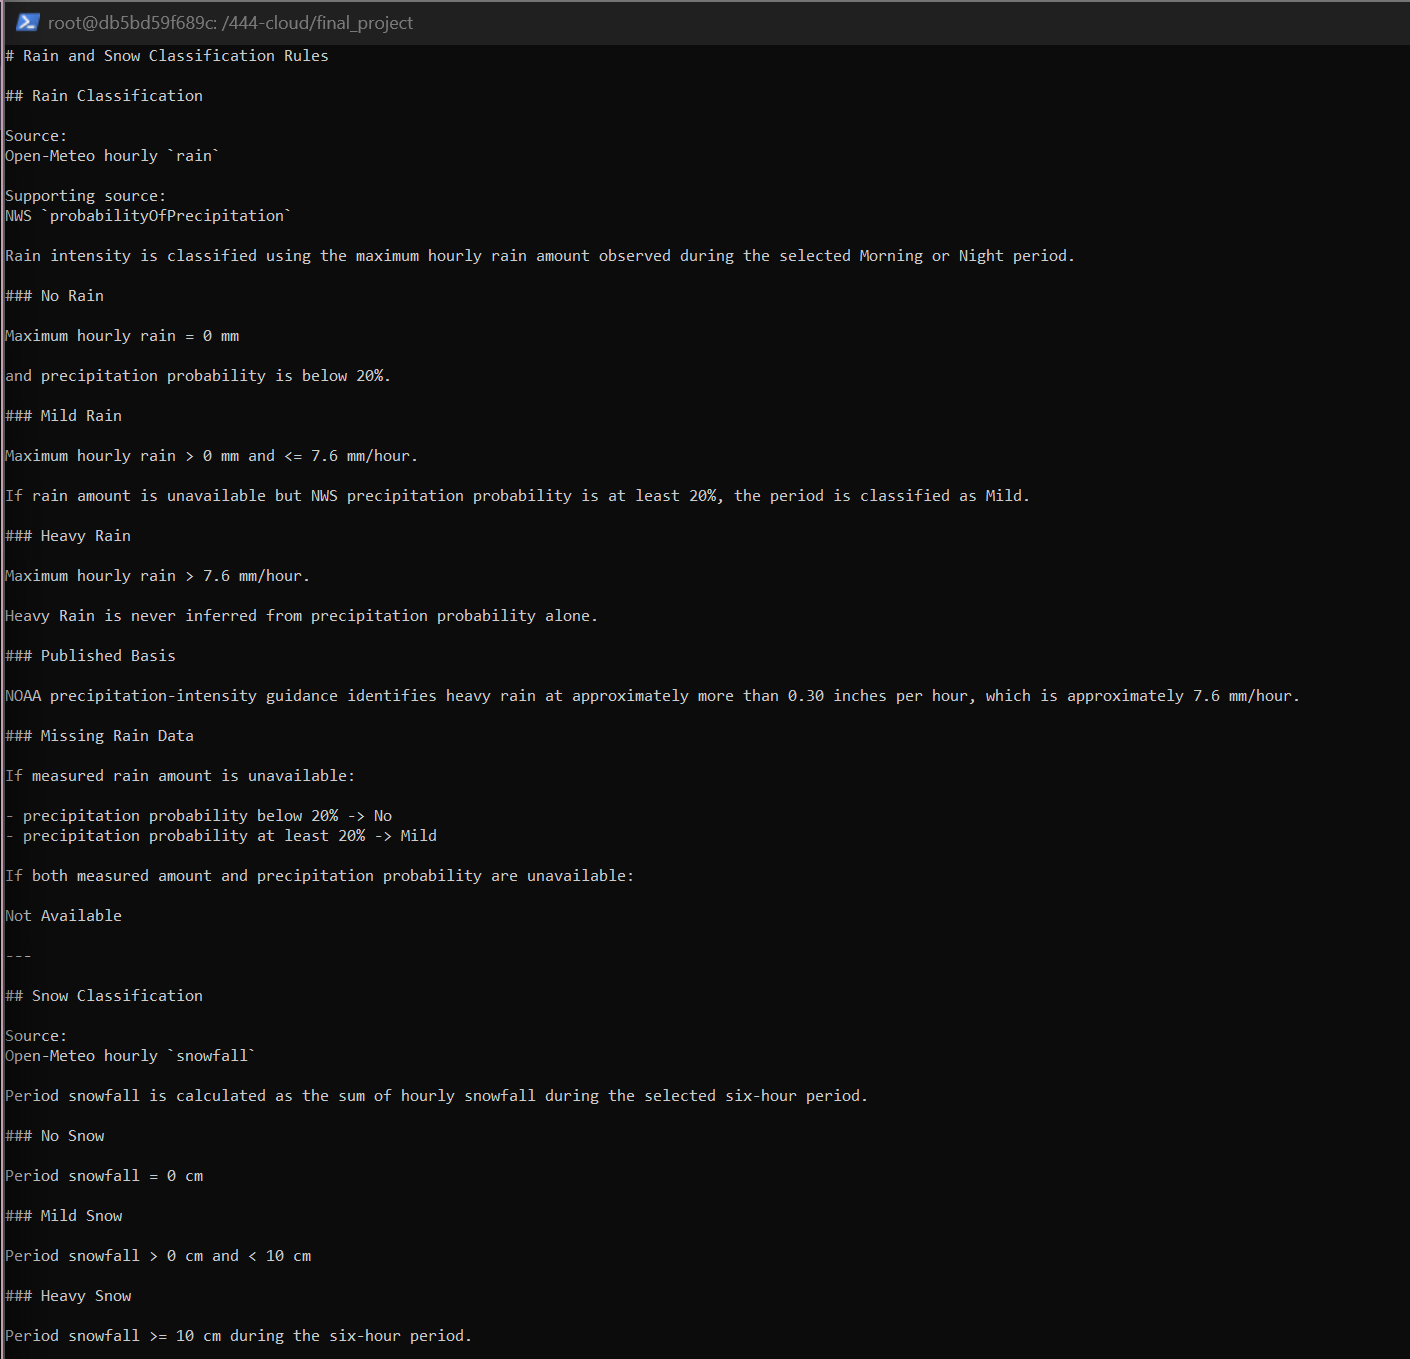 root@db5bd59f689c: /444-cloud/final_project
# Rain and Snow Classification Rules
## Rain Classification
Source:
Open-Meteo hourly `rain`
Supporting source:
NWS `probabilityOfPrecipitation`
Rain intensity is classified using the maximum hourly rain amount observed during the selected Morning or Night period.
### No Rain
Maximum hourly rain = 0 mm
and precipitation probability is below 20%.
### Mild Rain
Maximum hourly rain > 0 mm and <= 7.6 mm/hour.
If rain amount is unavailable but NWS precipitation probability is at least 20%, the period is classified as Mild.
### Heavy Rain
Maximum hourly rain > 7.6 mm/hour.
Heavy Rain is never inferred from precipitation probability alone.
### Published Basis
NOAA precipitation-intensity guidance identifies heavy rain at approximately more than 0.30 inches per hour, which is approximately 7.6 mm/hour.
### Missing Rain Data
If measured rain amount is unavailable:
- precipitation probability below 20% -> No
- precipitation probability at least 20% -> Mild
If both measured amount and precipitation probability are unavailable:
Not Available
---
## Snow Classification
Source:
Open-Meteo hourly `snowfall`
Period snowfall is calculated as the sum of hourly snowfall during the selected six-hour period.
### No Snow
Period snowfall = 0 cm
### Mild Snow
Period snowfall > 0 cm and < 10 cm
### Heavy Snow
Period snowfall >= 10 cm during the six-hour period.